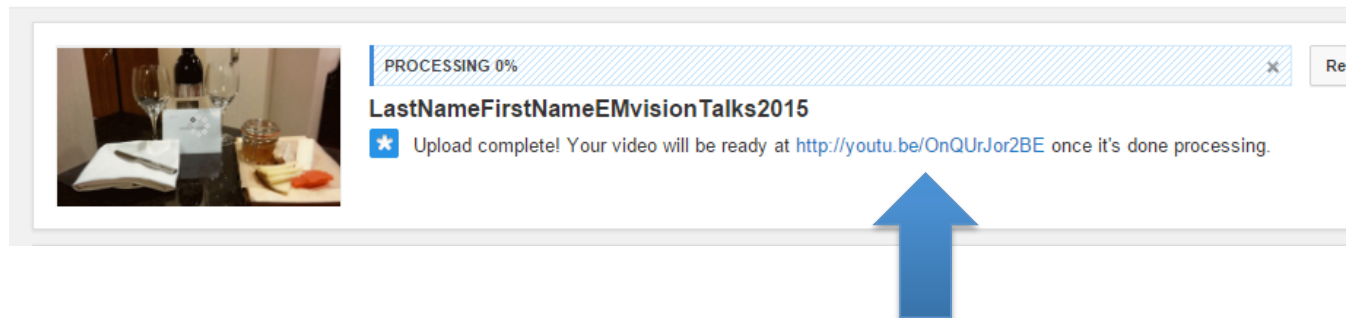 PROCESSING 0%
Re
LastNameFirstNameEMvisionTalks2015
Upload complete! Your video will be ready at http://youtu.be/OnQUrJor2BE once it's done processing.